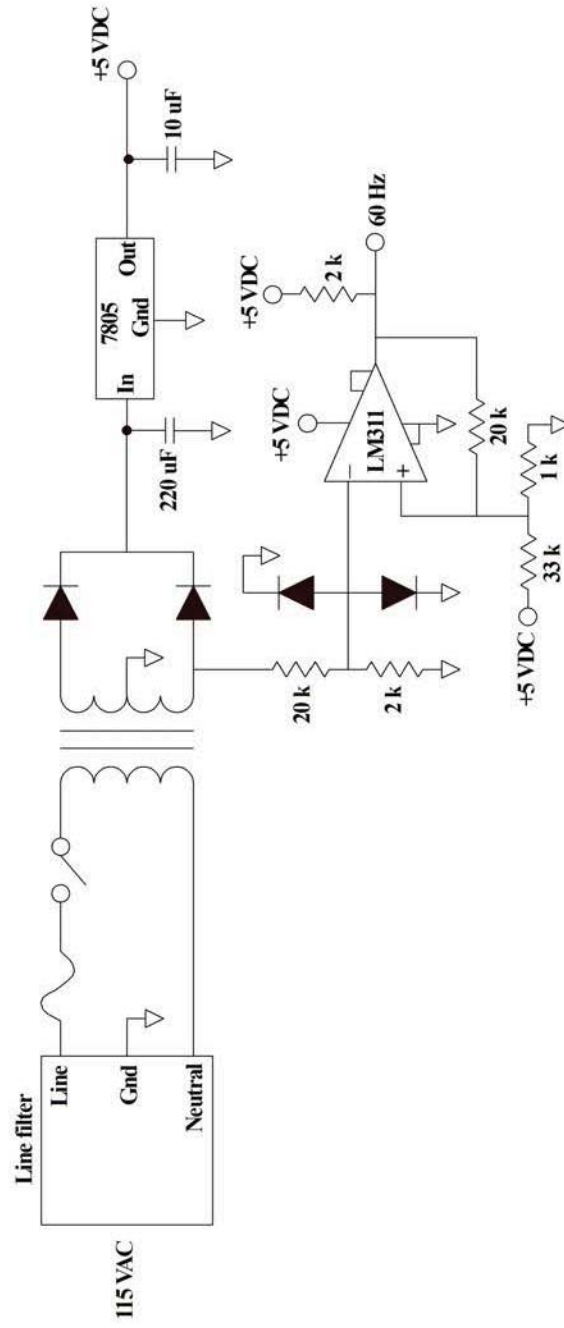 Line filter
115 VAC
Line
Gnd
Neutral
7805
In
Out
Gnd
220 uF
10 uF
+5 VDC
20 k
2 k
+5 VDC
LM311
−
+
+5 VDC
2 k
60 Hz
20 k
+5 VDC
33 k
1 k